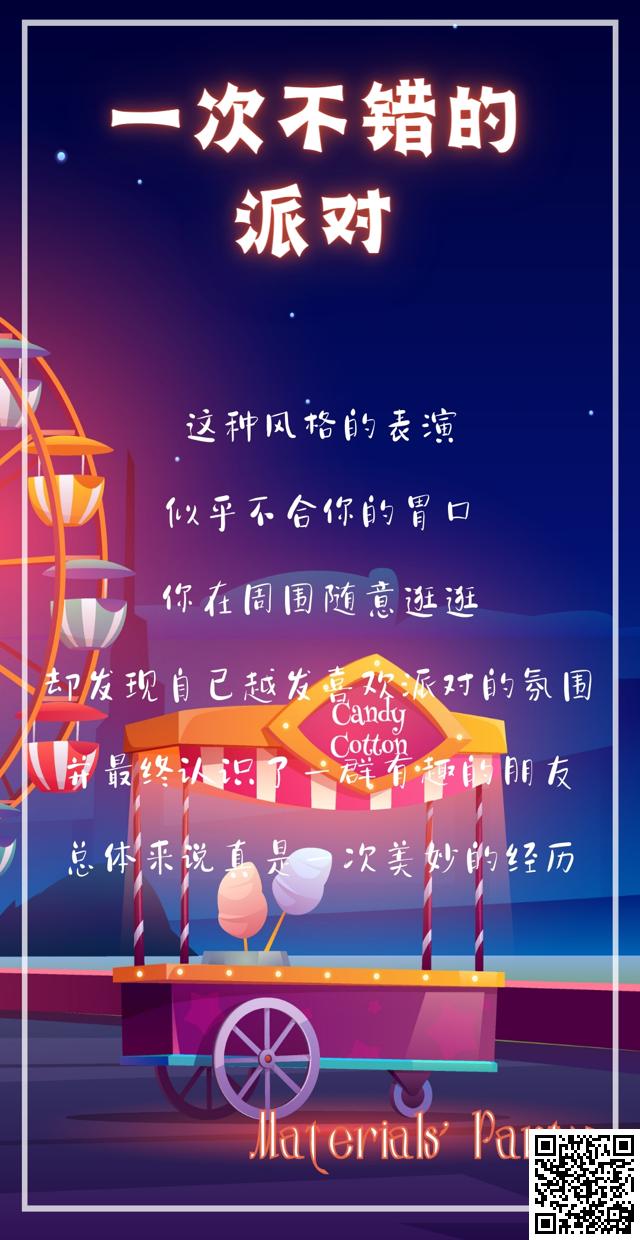 一次不错的
派对
这种风格的表演
似乎不合你的胃口
你在周围随意逛逛
却发现自己越发喜欢派对的氛围
Candy
Cotton
并最终认识了一群有趣的朋友
总体来说真是一次美妙的经历
Materials'